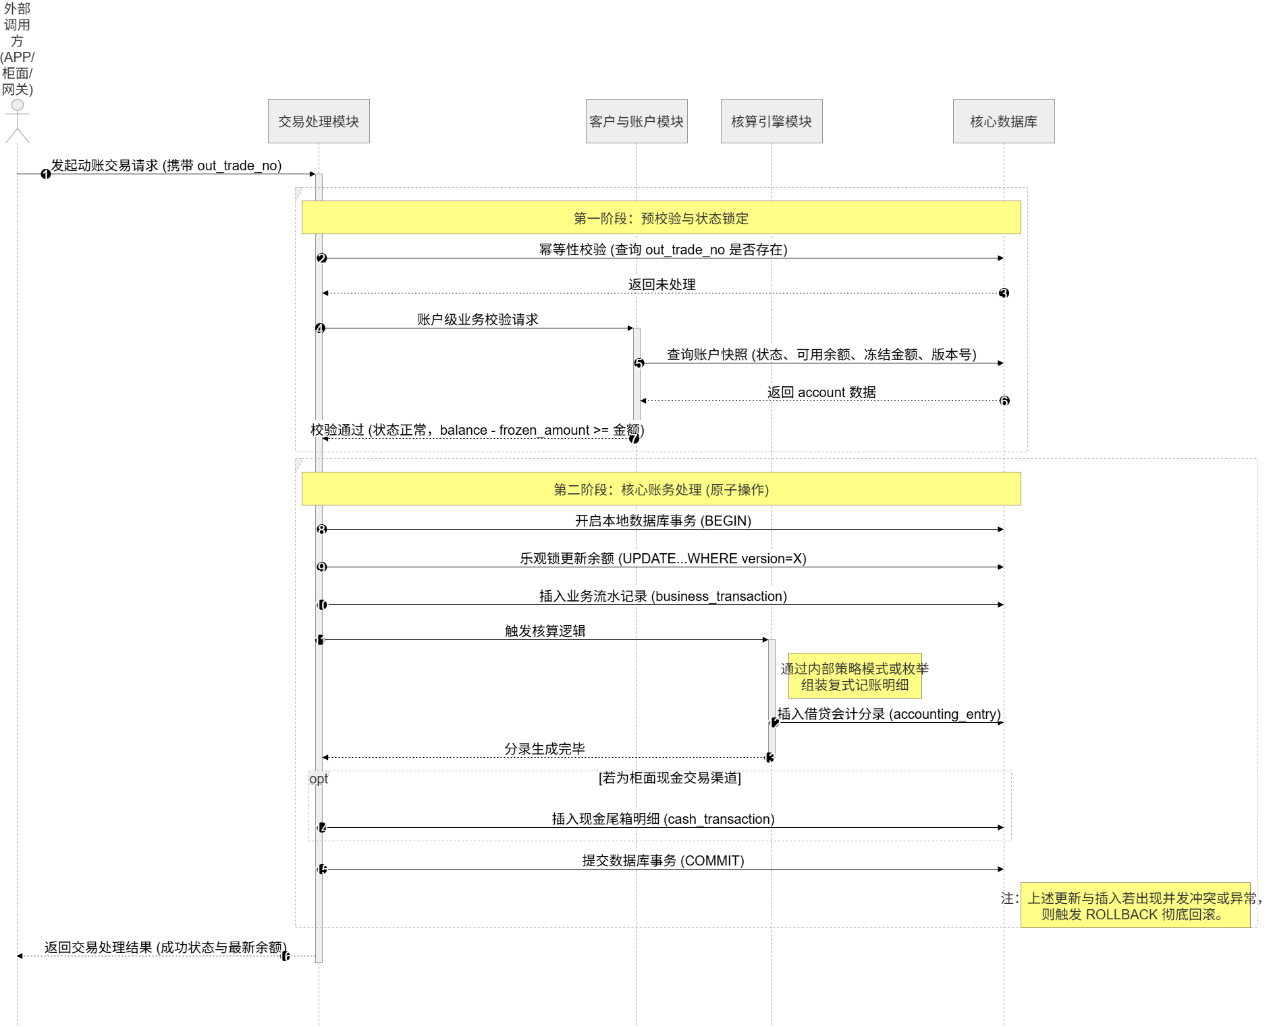 外部
调用
方
(APP/
柜面/
网关)
交易处理模块
客户与账户模块
核算引擎模块
核心数据库
1
发起动账交易请求 (携带 out_trade_no)
第一阶段：预校验与状态锁定
2
幂等性校验 (查询 out_trade_no 是否存在)
返回未处理
3
4
账户级业务校验请求
5
查询账户快照 (状态、可用余额、冻结金额、版本号)
返回 account 数据
6
校验通过 (状态正常，balance - frozen_amount >= 金额)
7
第二阶段：核心账务处理 (原子操作)
8
开启本地数据库事务 (BEGIN)
9
乐观锁更新余额 (UPDATE...WHERE version=X)
插入业务流水记录 (business_transaction)
触发核算逻辑
通过内部策略模式或枚举
组装复式记账明细
插入借贷会计分录 (accounting_entry)
分录生成完毕
opt
[若为柜面现金交易渠道]
插入现金尾箱明细 (cash_transaction)
提交数据库事务 (COMMIT)
注：上述更新与插入若出现并发冲突或异常，
则触发 ROLLBACK 彻底回滚。
返回交易处理结果 (成功状态与最新余额)